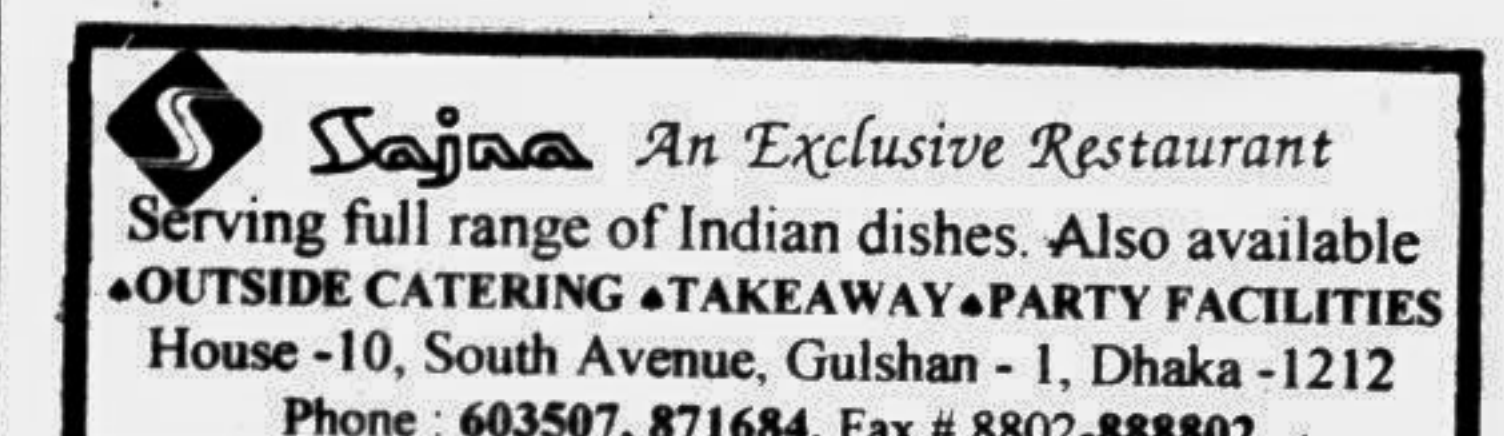 Sajna An Exclusive Restaurant
Serving full range of Indian dishes. Also available
♠OUTSIDE CATERING ♠TAKEAWAY♠PARTY FACILITIES
House -10, South Avenue, Gulshan - 1, Dhaka -1212
Phone : 603507, 871684, Fax # 8802-888802